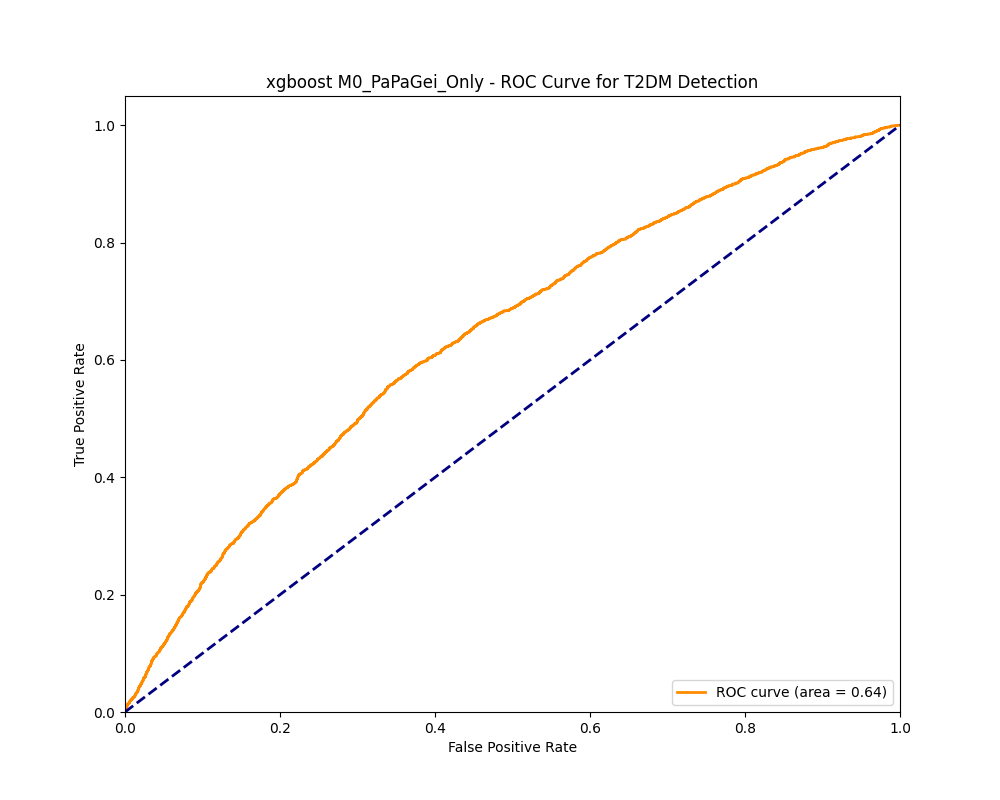 xgboost M0_PaPaGei_Only - ROC Curve for T2DM Detection
True Positive Rate
1.0
0.8
0.6
0.4
0.2
0.0
0.0 0.2 0.4 0.6 0.8 1.0
False Positive Rate
ROC curve (area = 0.64)